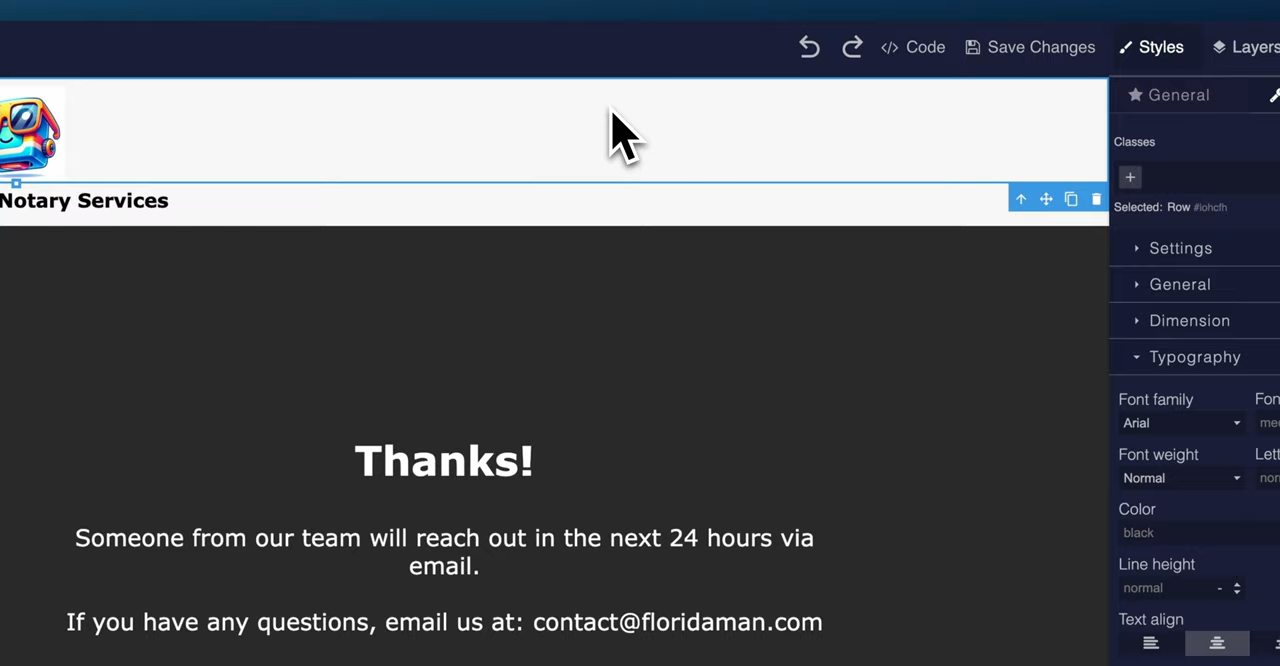 </> Code
Save Changes
Styles
Layers
General
Classes
+
Selected: Row #iohcfh
Notary Services
Settings
General
Dimension
Typography
Thanks!
Font family
Arial
Font weight
Normal
Someone from our team will reach out in the next 24 hours via
email.
Color
black
Line height
normal
-
If you have any questions, email us at: contact@floridaman.com
Text align